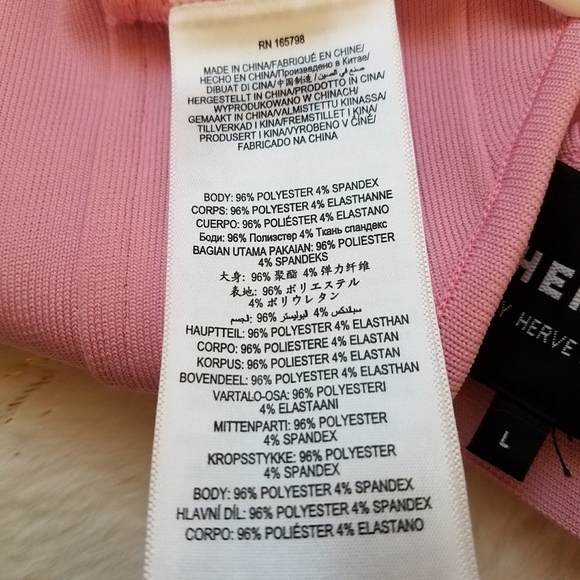 RN 165798
MADE IN CHINA/FABRIQUÉ EN CHINE/
HECHO EN CHINA/Произведено в Китае/
DIBUAT DI CINA/中国制造/صنع في الصين/
HERGESTELLT IN CHINA/PRODOTTO IN CINA/
WYPRODUKOWANO W CHINACH/
GEMAAKT IN CHINA/VALMISTETTU KIINASSA/
TILLVERKAD I KINA/FREMSTILLET I KINA/
PRODUSERT I KINA/VYROBENO V ČÍNĚ/
FABRICADO NA CHINA
BODY: 96% POLYESTER 4% SPANDEX
CORPS: 96% POLYESTER 4% ELASTHANNE
CUERPO: 96% POLIÉSTER 4% ELASTANO
Боди: 96% Полиэстер 4% Ткань спандекс
BAGIAN UTAMA PAKAIAN: 96% POLIESTER
4% SPANDEKS
大身: 96% 聚酯 4% 弹力纤维
表地: 96% ポリエステル
4% ポリウレタン
الجسم: 96% البوليستر 4% سبلندكس
HAUPTTEIL: 96% POLYESTER 4% ELASTHAN
CORPO: 96% POLIESTERE 4% ELASTAN
KORPUS: 96% POLIESTER 4% ELASTAN
BOVENDEEL: 96% POLYESTER 4% ELASTHAN
VARTALO-OSA: 96% POLYESTERI
4% ELASTAANI
MITTENPARTI: 96% POLYESTER
4% SPANDEX
KROPSSTYKKE: 96% POLYESTER
4% SPANDEX
BODY: 96% POLYESTER 4% SPANDEX
HLAVNÍ DÍL: 96% POLYESTER 4% ELASTAN
CORPO: 96% POLIÉSTER 4% ELASTANO
HERVE
L